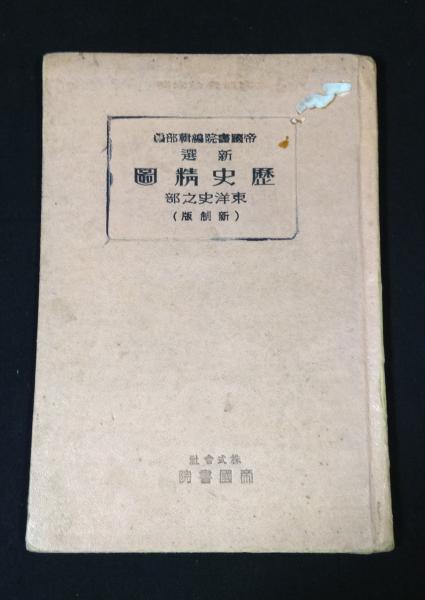 帝國書院編輯部編
新選
歷史精圖
東洋史之部
(新制版)
株式會社
帝國書院